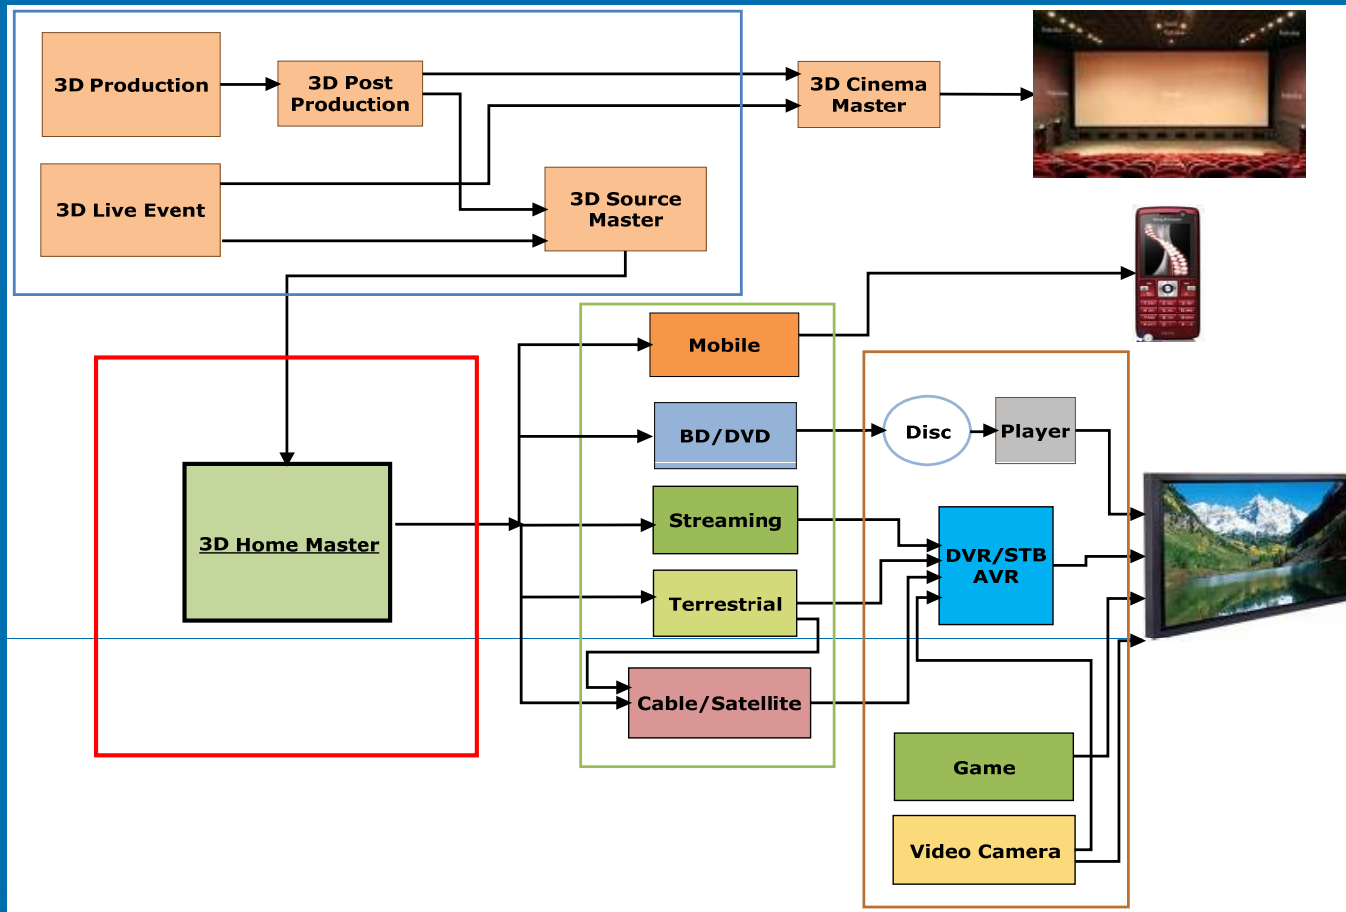 3D Production
3D Post
Production
3D Cinema
Master
3D Live Event
3D Source
Master
Mobile
BD/DVD
Disc
Player
Streaming
3D Home Master
DVR/STB
AVR
Terrestrial
Cable/Satellite
Game
Video Camera